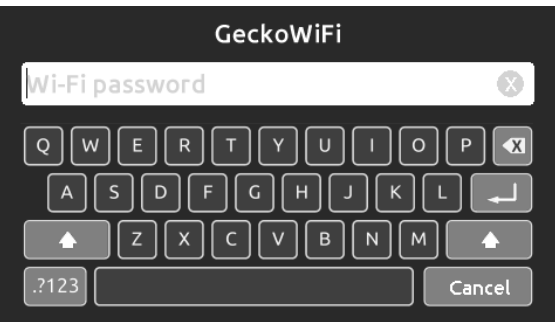 GeckoWiFi
Wi-Fi password
X
Q W E R T Y U I O P X
A S D F G H J K L
Z X C V B N M
.?123 Cancel